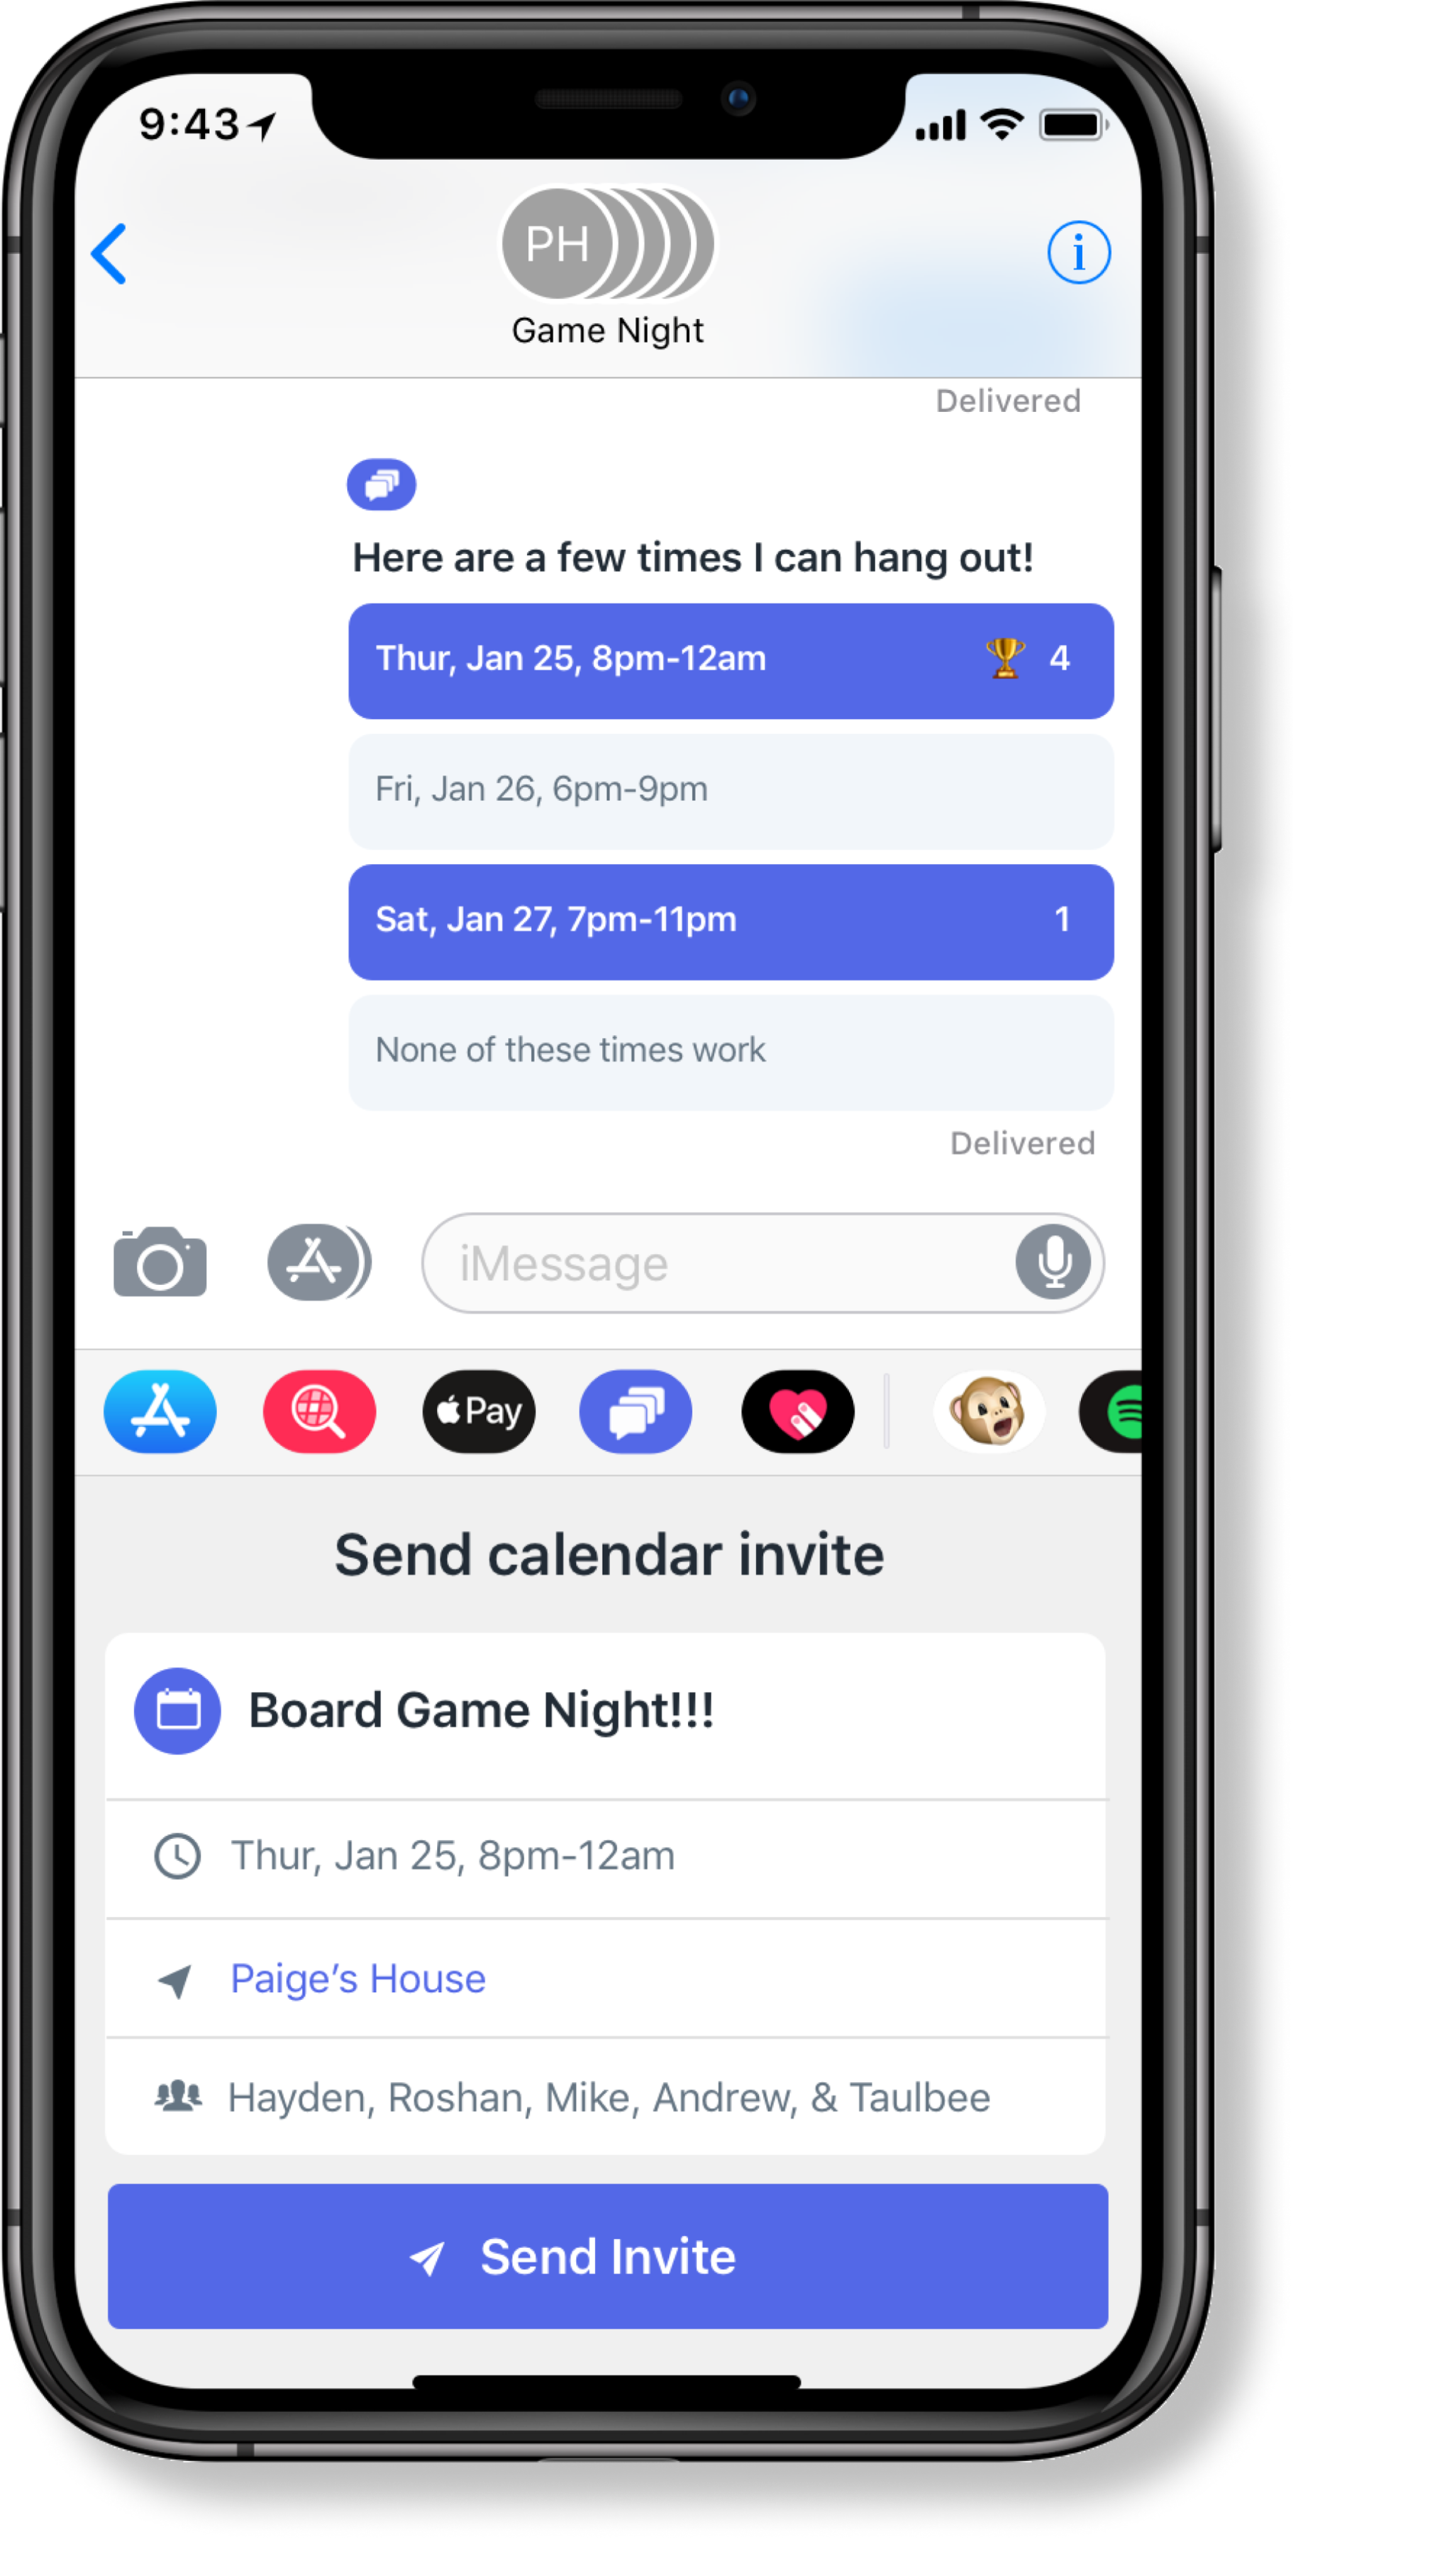 9:43
PH
Game Night
Delivered
Here are a few times I can hang out!
Thur, Jan 25, 8pm-12am 🏆 4
Fri, Jan 26, 6pm-9pm
Sat, Jan 27, 7pm-11pm 1
None of these times work
Delivered
iMessage
Pay
Send calendar invite
Board Game Night!!!
Thur, Jan 25, 8pm-12am
Paige’s House
Hayden, Roshan, Mike, Andrew, & Taulbee
Send Invite